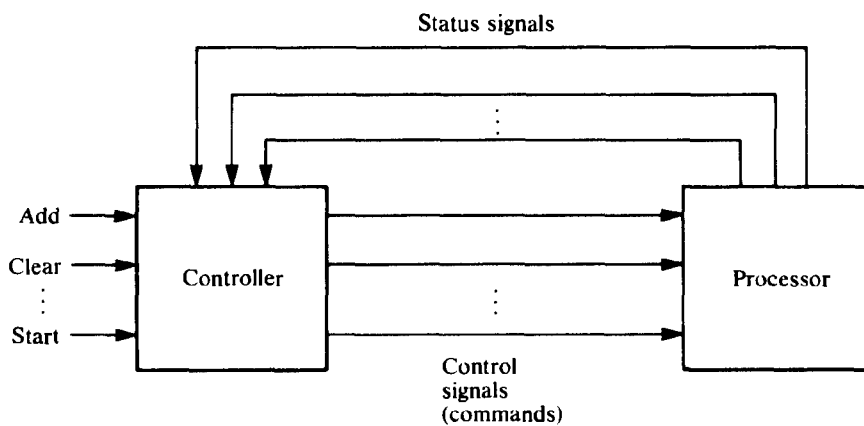 Status signals
Add
Clear
Start
Controller
Processor
Control
signals
(commands)